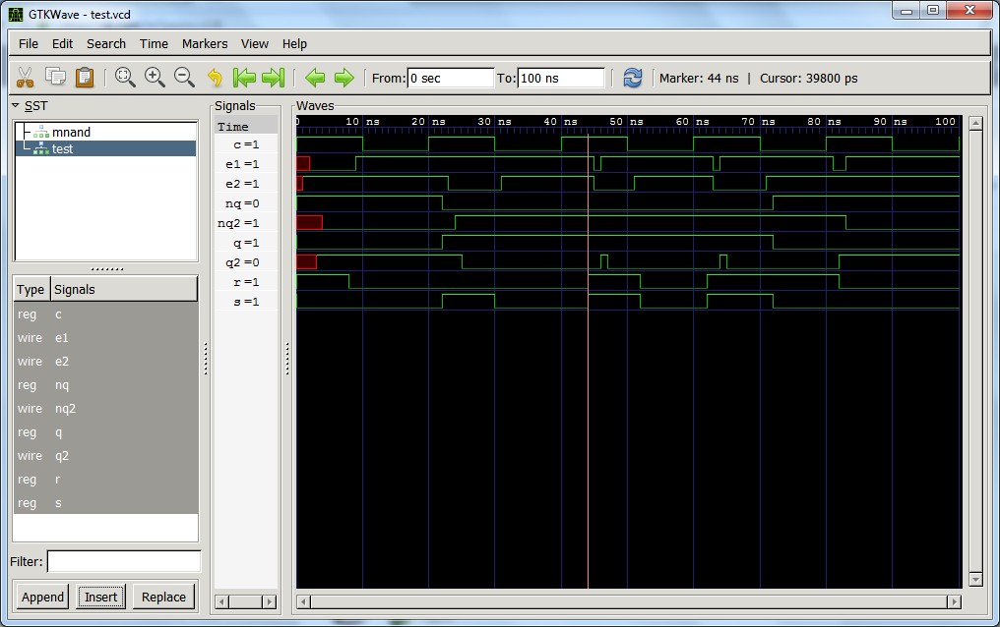 GTKWave - test.vcd
File Edit Search Time Markers View Help
From: 0 sec To: 100 ns Marker: 44 ns | Cursor: 39800 ps
SST
mnand
test
Type Signals
reg c
wire e1
wire e2
reg nq
wire nq2
reg q
wire q2
reg r
reg s
Filter:
Append Insert Replace
Signals
Time
c =1
e1 =1
e2 =1
nq =0
nq2 =1
q =1
q2 =0
r =1
s =1
Waves
0 10 ns 20 ns 30 ns 40 ns 50 ns 60 ns 70 ns 80 ns 90 ns 100